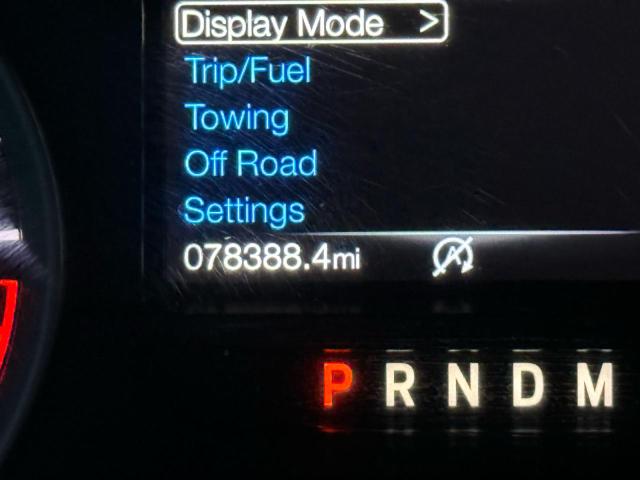 Display Mode >
Trip/Fuel
Towing
Off Road
Settings
078388.4mi A
P R N D M